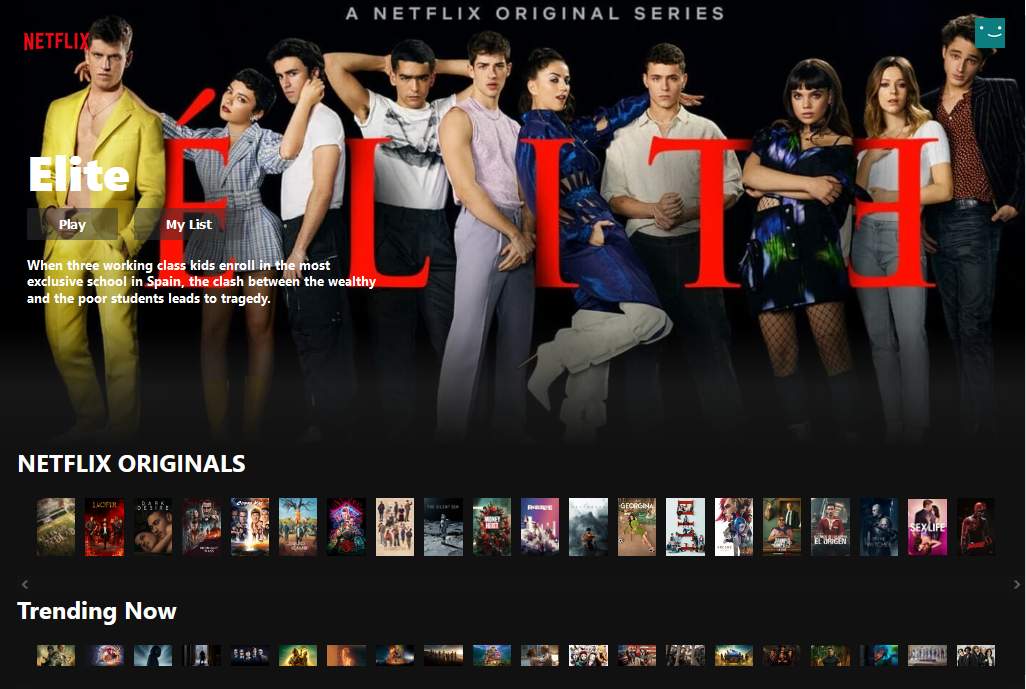 A NETFLIX ORIGINAL SERIES
NETFLIX
ÉLITE
Elite
Play
My List
When three working class kids enroll in the most
exclusive school in Spain, the clash between the wealthy
and the poor students leads to tragedy.
NETFLIX ORIGINALS
LUCIFER
DARK
DESIRE
THE SILENT SEA
MONEY
HEIST
GEORGINA
ARCANE
EL ORIGEN
THE
WITCHER
SEX/LIFE
<
>
Trending Now